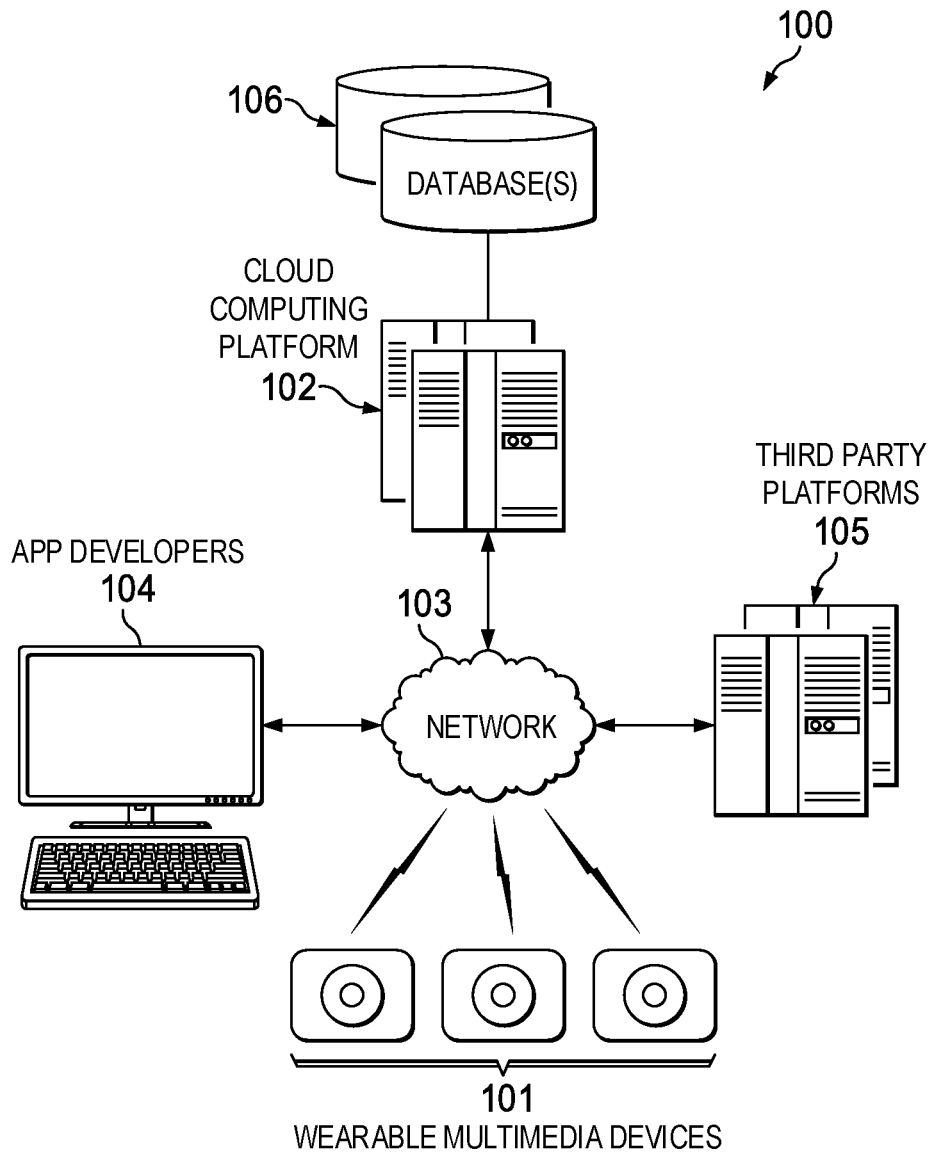 100
106
DATABASE(S)
CLOUD
COMPUTING
PLATFORM
102
THIRD PARTY
PLATFORMS
105
APP DEVELOPERS
104
103
NETWORK
101
WEARABLE MULTIMEDIA DEVICES